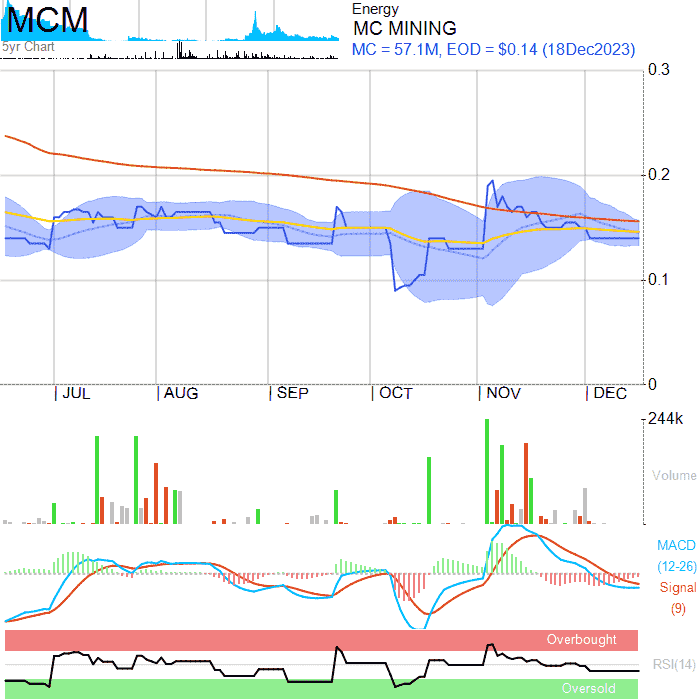 MCM
5yr Chart
Energy
MC MINING
MC = 57.1M, EOD = $0.14 (18Dec2023)
0.3
0.2
0.1
0
JUL AUG SEP OCT NOV DEC
244k
Volume
MACD
(12-26)
Signal
(9)
Overbought
RSI(14)
Oversold